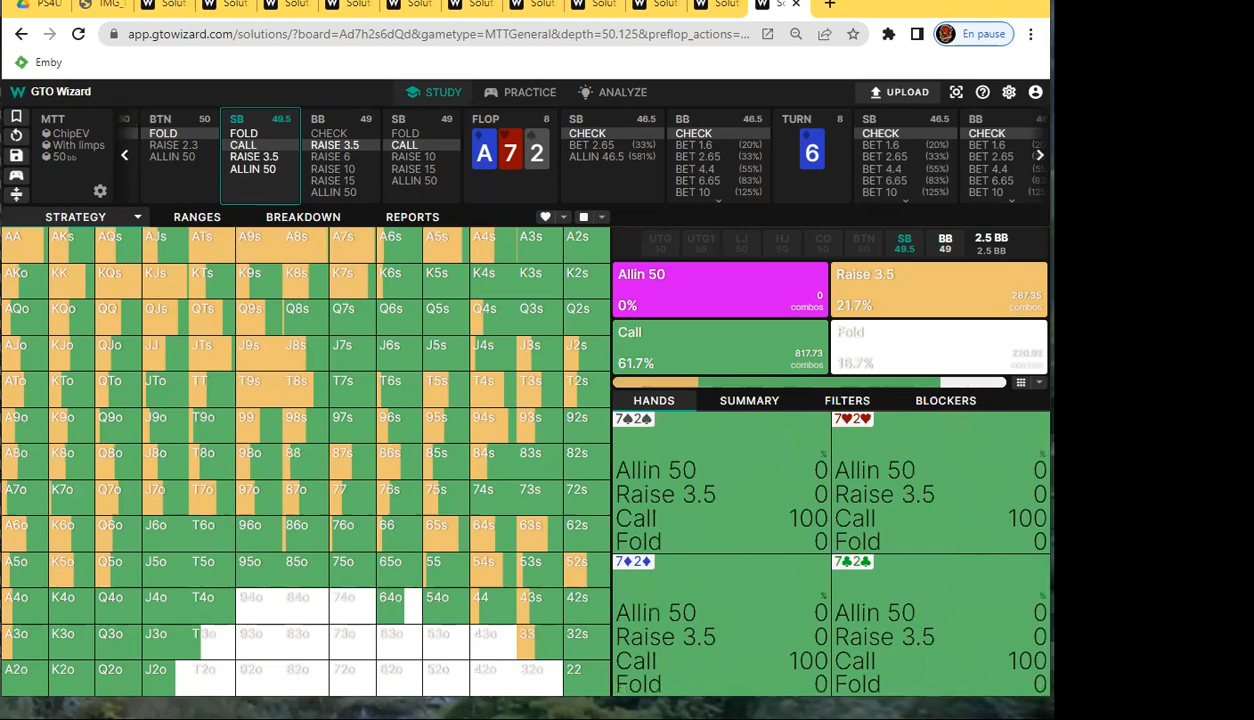 PS4U
IMG_
W Solut
W Solut
W Solut
W Solut
W Solut
W Solut
W Solut
W Solut
W Solut
W Solut
W S
app.gtowizard.com/solutions/?board=Ad7h2s6dQd&gametype=MTTGeneral&depth=50.125&preflop_actions=...
En pause
Emby
W GTO Wizard
STUDY
PRACTICE
ANALYZE
UPLOAD
MTT
ChipEV
With limps
50 bb
50
BTN 50
FOLD
RAISE 2.3
ALLIN 50
SB 49.5
FOLD
CALL
RAISE 3.5
ALLIN 50
BB 49
CHECK
RAISE 3.5
RAISE 6
RAISE 10
RAISE 15
ALLIN 50
SB 49
FOLD
CALL
RAISE 10
RAISE 15
ALLIN 50
FLOP 8
A 7 2
SB 46.5
CHECK
BET 2.65 (33%)
ALLIN 46.5 (581%)
BB 46.5
CHECK
BET 1.6 (20%)
BET 2.65 (33%)
BET 4.4 (55%)
BET 6.65 (83%)
BET 10 (125%)
TURN 8
6
SB 46.5
CHECK
BET 1.6 (20%)
BET 2.65 (33%)
BET 4.4 (55%)
BET 6.65 (83%)
BET 10 (125%)
BB 46.5
CHECK
BET 1.6 (20%)
BET 2.65 (33%)
BET 4.4 (55%)
BET 6.65 (83%)
BET 10 (125%)
STRATEGY
RANGES
BREAKDOWN
REPORTS
AA AKs AQs AJs ATs A9s A8s A7s A6s A5s A4s A3s A2s
AKo KK KQs KJs KTs K9s K8s K7s K6s K5s K4s K3s K2s
AQo KQo QQ QJs QTs Q9s Q8s Q7s Q6s Q5s Q4s Q3s Q2s
AJo KJo QJo JJ JTs J9s J8s J7s J6s J5s J4s J3s J2s
ATo KTo QTo JTo TT T9s T8s T7s T6s T5s T4s T3s T2s
A9o K9o Q9o J9o T9o 99 98s 97s 96s 95s 94s 93s 92s
A8o K8o Q8o J8o T8o 98o 88 87s 86s 85s 84s 83s 82s
A7o K7o Q7o J7o T7o 97o 87o 77 76s 75s 74s 73s 72s
A6o K6o Q6o J6o T6o 96o 86o 76o 66 65s 64s 63s 62s
A5o K5o Q5o J5o T5o 95o 85o 75o 65o 55 54s 53s 52s
A4o K4o Q4o J4o T4o 94o 84o 74o 64o 54o 44 43s 42s
A3o K3o Q3o J3o T3o 93o 83o 73o 63o 53o 43o 33 32s
A2o K2o Q2o J2o T2o 92o 82o 72o 62o 52o 42o 32o 22
UTG 50
UTG1 50
LJ 50
HJ 50
CO 50
BTN 50
SB 49.5
BB 49
2.5 BB
2.5 BB
Allin 50
0%
0
combos
Raise 3.5
21.7%
287.35
combos
Call
61.7%
817.73
combos
Fold
16.7%
220.92
combos
HANDS
SUMMARY
FILTERS
BLOCKERS
7♠2♠
%
Allin 50 0
Raise 3.5 0
Call 100
Fold 0
7♥2♥
%
Allin 50 0
Raise 3.5 0
Call 100
Fold 0
7♦2♦
%
Allin 50 0
Raise 3.5 0
Call 100
Fold 0
7♣2♣
%
Allin 50 0
Raise 3.5 0
Call 100
Fold 0